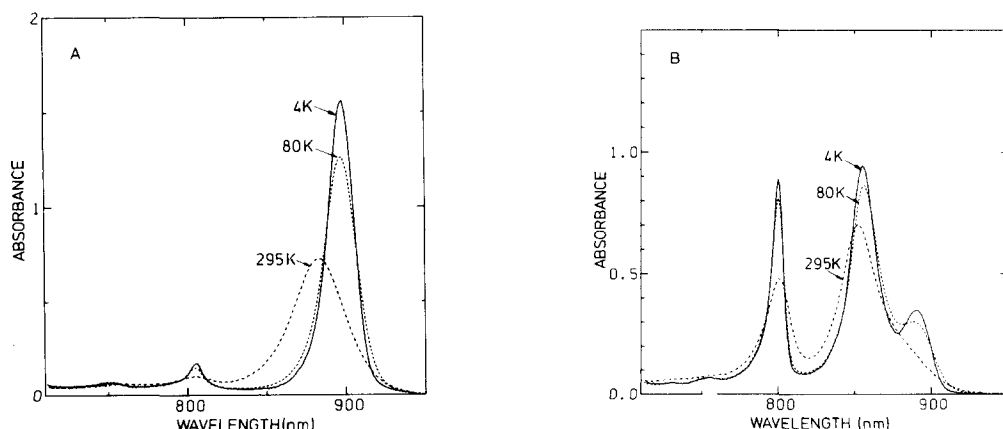 2
A
4K
80K
1
295K
0
800
900
WAVELENGTH(nm)
ABSORBANCE
B
1.0
4K
80K
295K
0.5
0.0
800
900
WAVELENGTH (nm)
ABSORBANCE